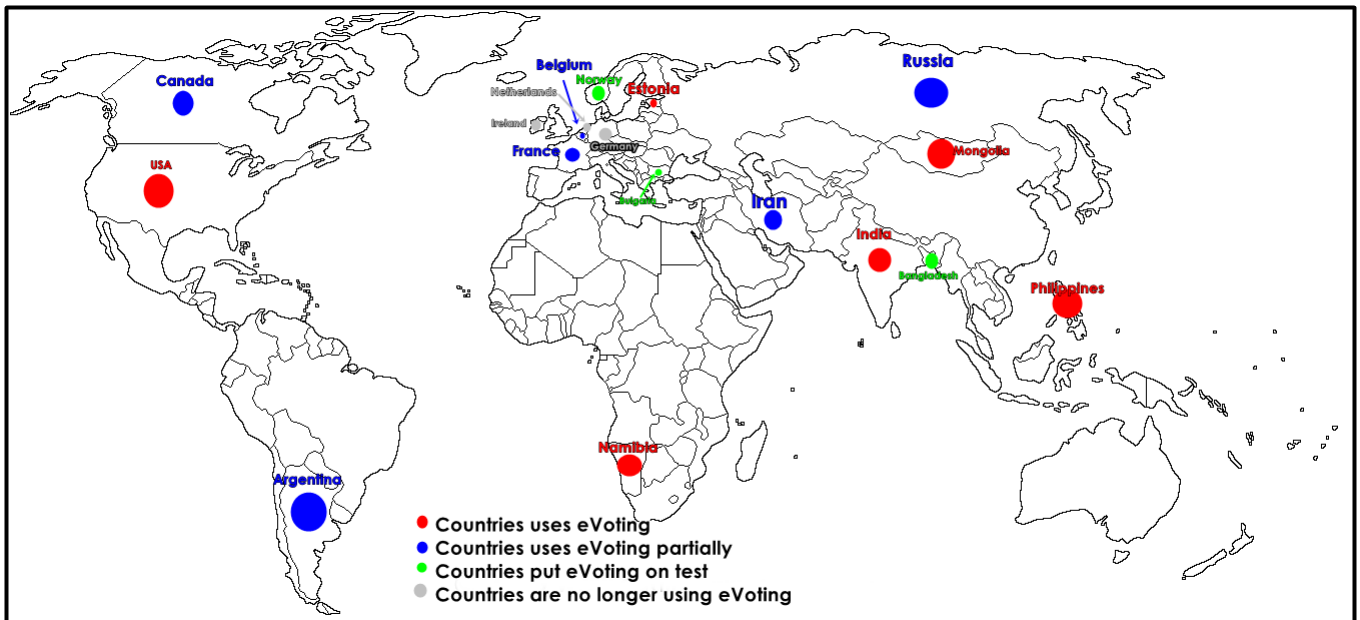 Canada
Belgium
Norway
Russia
Netherlands
Estonia
Ireland
Germany
France
Mongolia
USA
Bulgaria
Iran
India
Bangladesh
Philippines
Namibia
Argentina
Countries uses eVoting
Countries uses eVoting partially
Countries put eVoting on test
Countries are no longer using eVoting